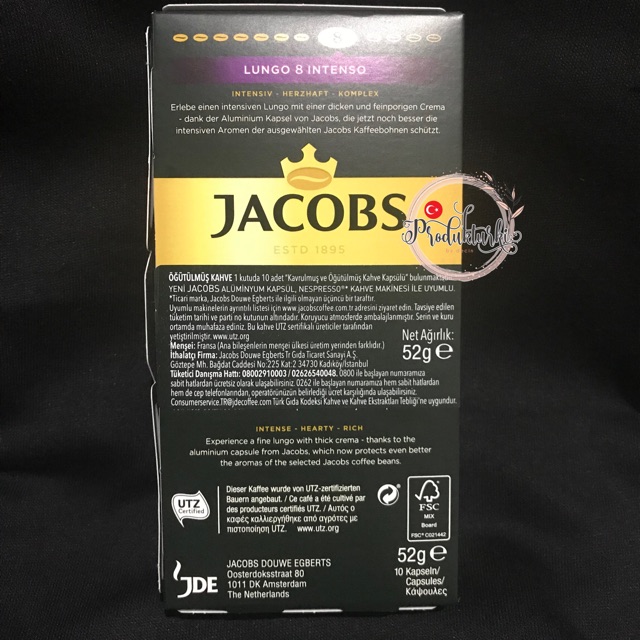 8
LUNGO 8 INTENSO
INTENSIV - HERZHAFT - KOMPLEX
Erlebe einen intensiven Lungo mit einer dicken und feinporigen Crema
- dank der Aluminium Kapsel von Jacobs, die jetzt noch besser die
intensiven Aromen der ausgewählten Jacobs Kaffeebohnen schützt.
JACOBS
Produkturki
ESTD 1895
ÖĞÜTÜLMÜŞ KAHVE 1 kutuda 10 adet "Kavrulmuş ve Öğütülmüş Kahve Kapsülü" bulunmaktadır.
YENİ JACOBS ALÜMİNYUM KAPSÜL, NESPRESSO®* KAHVE MAKİNESİ İLE UYUMLU.
*Ticari marka, Jacobs Douwe Egberts ile ilgili olmayan üçüncü bir taraftır.
Uyumlu makinelerin ayrıntılı listesi için www.jacobscoffee.com.tr adresini ziyaret edin. Tavsiye edilen
tüketim tarihi ve parti no kutunun altındadır. Koruyucu atmosferde ambalajlanmıştır. Serin ve kuru
ortamda muhafaza ediniz. Bu kahve UTZ sertifikalı üreticiler tarafından
yetiştirilmiştir. www.utz.org
Menşei: Fransa (Ana bileşenlerin menşei ülkesi üretim yerinden farklıdır.)
İthalatçı Firma: Jacobs Douwe Egberts Tr Gıda Ticaret Sanayi A.Ş.
Göztepe Mh. Bağdat Caddesi No:225 Kat:2 34730 Kadıköy/İstanbul
Tüketici Danışma Hattı: 08002910003 / 02626540048. 0800 ile başlayan numaramıza
sabit hatlardan ücretsiz olarak ulaşabilirsiniz. 0262 ile başlayan numaramıza hem sabit hatlardan
hem de cep telefonlarından, operatörünüzün belirlediği ücret karşılığında ulaşabilirsiniz.
Consumerservice.TR@jdecoffee.com Türk Gıda Kodeksi Kahve ve Kahve Ekstraktları Tebliği'ne uygundur.
Net Ağırlık:
52g e
INTENSE - HEARTY - RICH
Experience a fine lungo with thick crema - thanks to the
aluminium capsule from Jacobs, which now protects even better
the aromas of the selected Jacobs coffee beans.
UTZ
Certified
Dieser Kaffee wurde von UTZ-zertifizierten
Bauern angebaut. / Ce café a été cultivé par
des producteurs certifiés UTZ. / Αυτός ο
καφές καλλιεργήθηκε από αγρότες με
πιστοποίηση UTZ. www.utz.org
FSC
MIX
Board
FSC® C021442
JDE
JACOBS DOUWE EGBERTS
Oosterdoksstraat 80
1011 DK Amsterdam
The Netherlands
52g e
10 Kapseln/
Capsules/
Κάψουλες